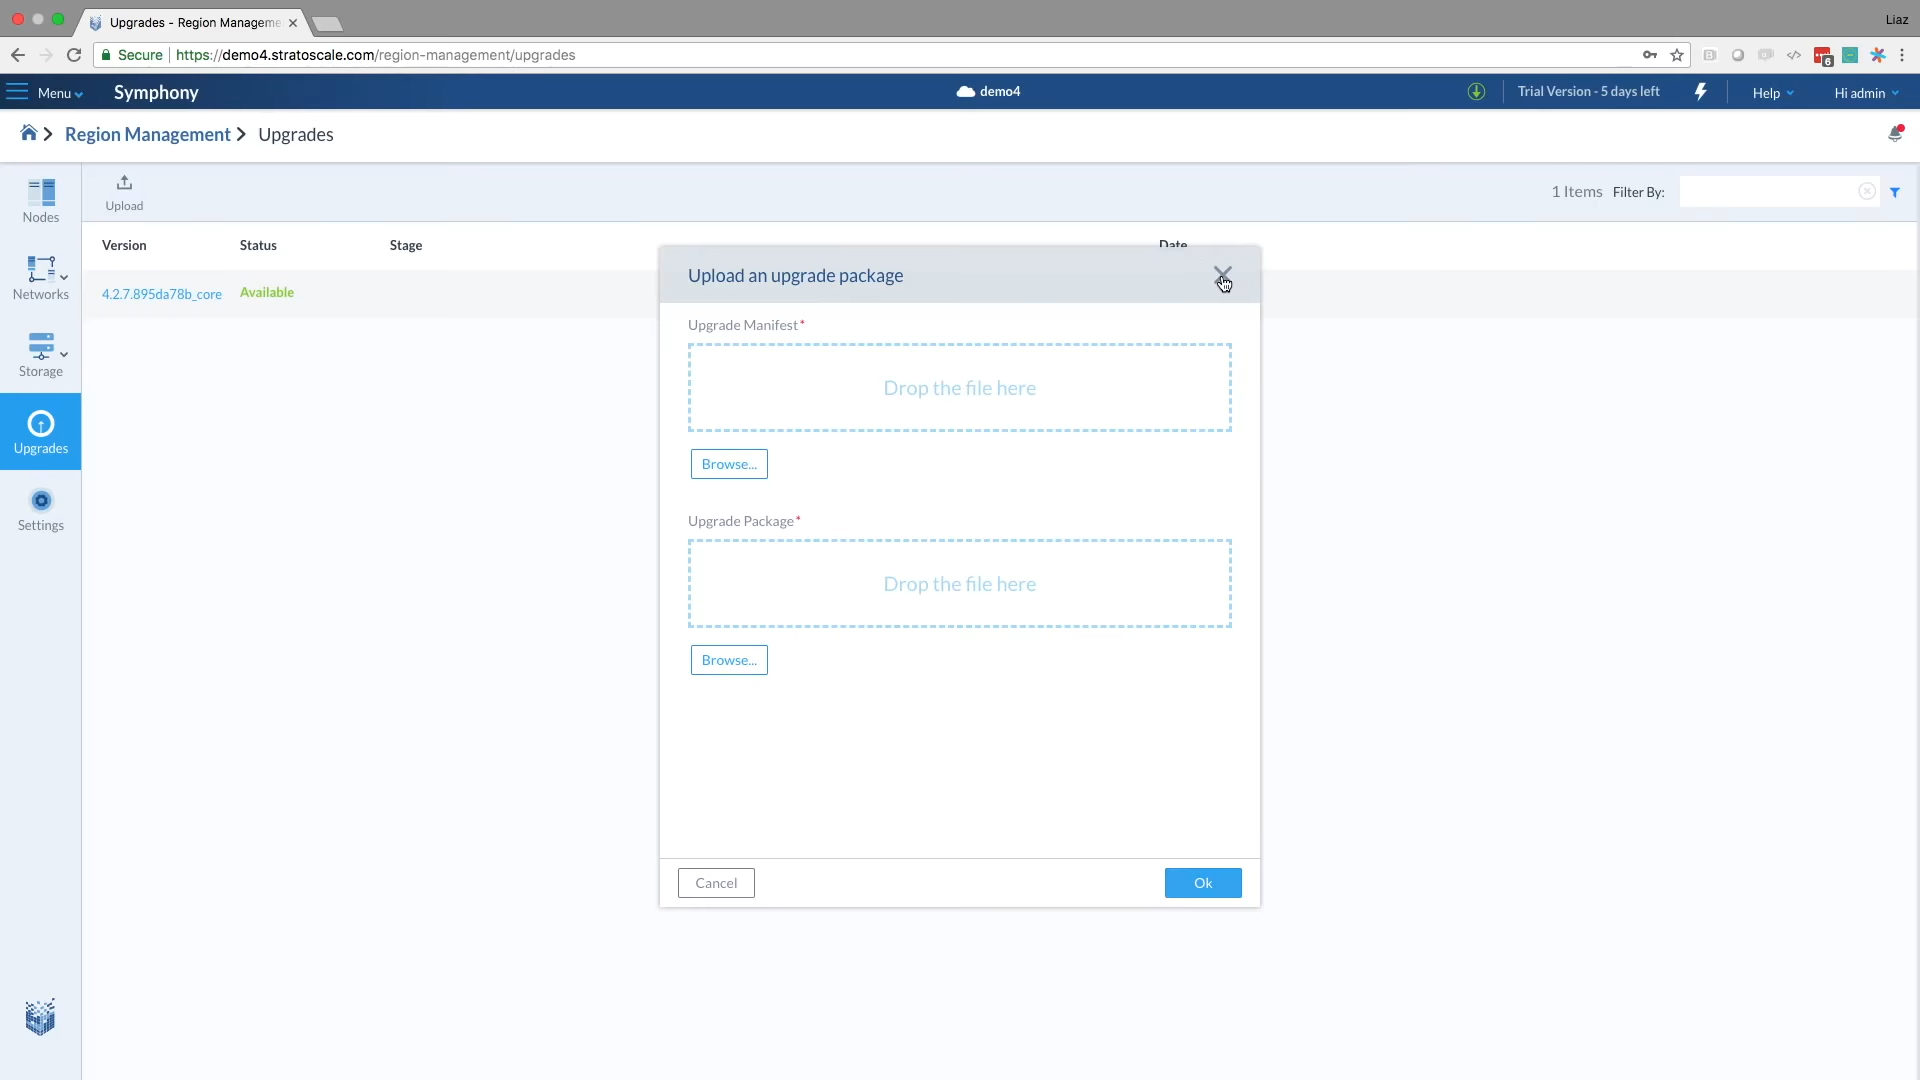 Upgrades - Region Manageme
Liaz
Secure https://demo4.stratoscale.com/region-management/upgrades
6
Menu Symphony demo4 Trial Version - 5 days left Help Hi admin
Region Management Upgrades
Nodes
Networks
Storage
Upgrades
Settings
Upload
1 Items Filter By:
Version Status Stage Date
4.2.7.895da78b_core Available
Upload an upgrade package
Upgrade Manifest*
Drop the file here
Browse...
Upgrade Package*
Drop the file here
Browse...
Cancel Ok